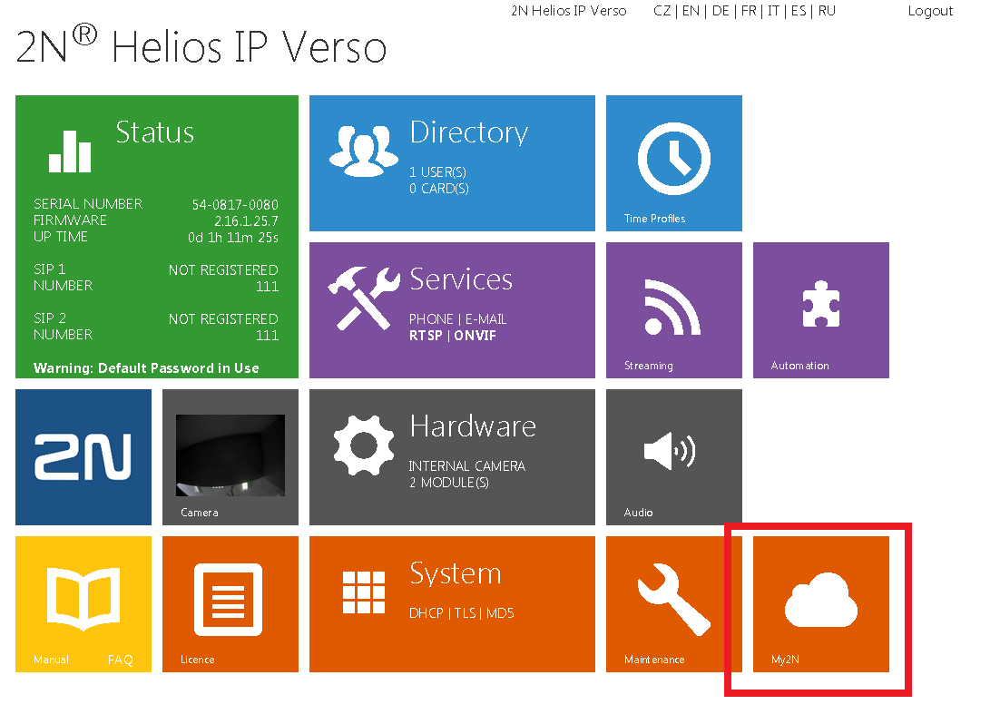 2N Helios IP Verso CZ | EN | DE | FR | IT | ES | RU Logout
2N® Helios IP Verso
Status
SERIAL NUMBER 54-0817-0080
FIRMWARE 2.16.1.25.7
UP TIME 0d 1h 11m 25s
SIP 1 NOT REGISTERED
NUMBER 111
SIP 2 NOT REGISTERED
NUMBER 111
Warning: Default Password in Use
Directory
1 USER(S)
0 CARD(S)
Time Profiles
Services
PHONE | E-MAIL
RTSP | ONVIF
Streaming
Automation
2N
Camera
Hardware
INTERNAL CAMERA
2 MODULE(S)
Audio
Manual FAQ
Licence
System
DHCP | TLS | MD5
Maintenance
My2N